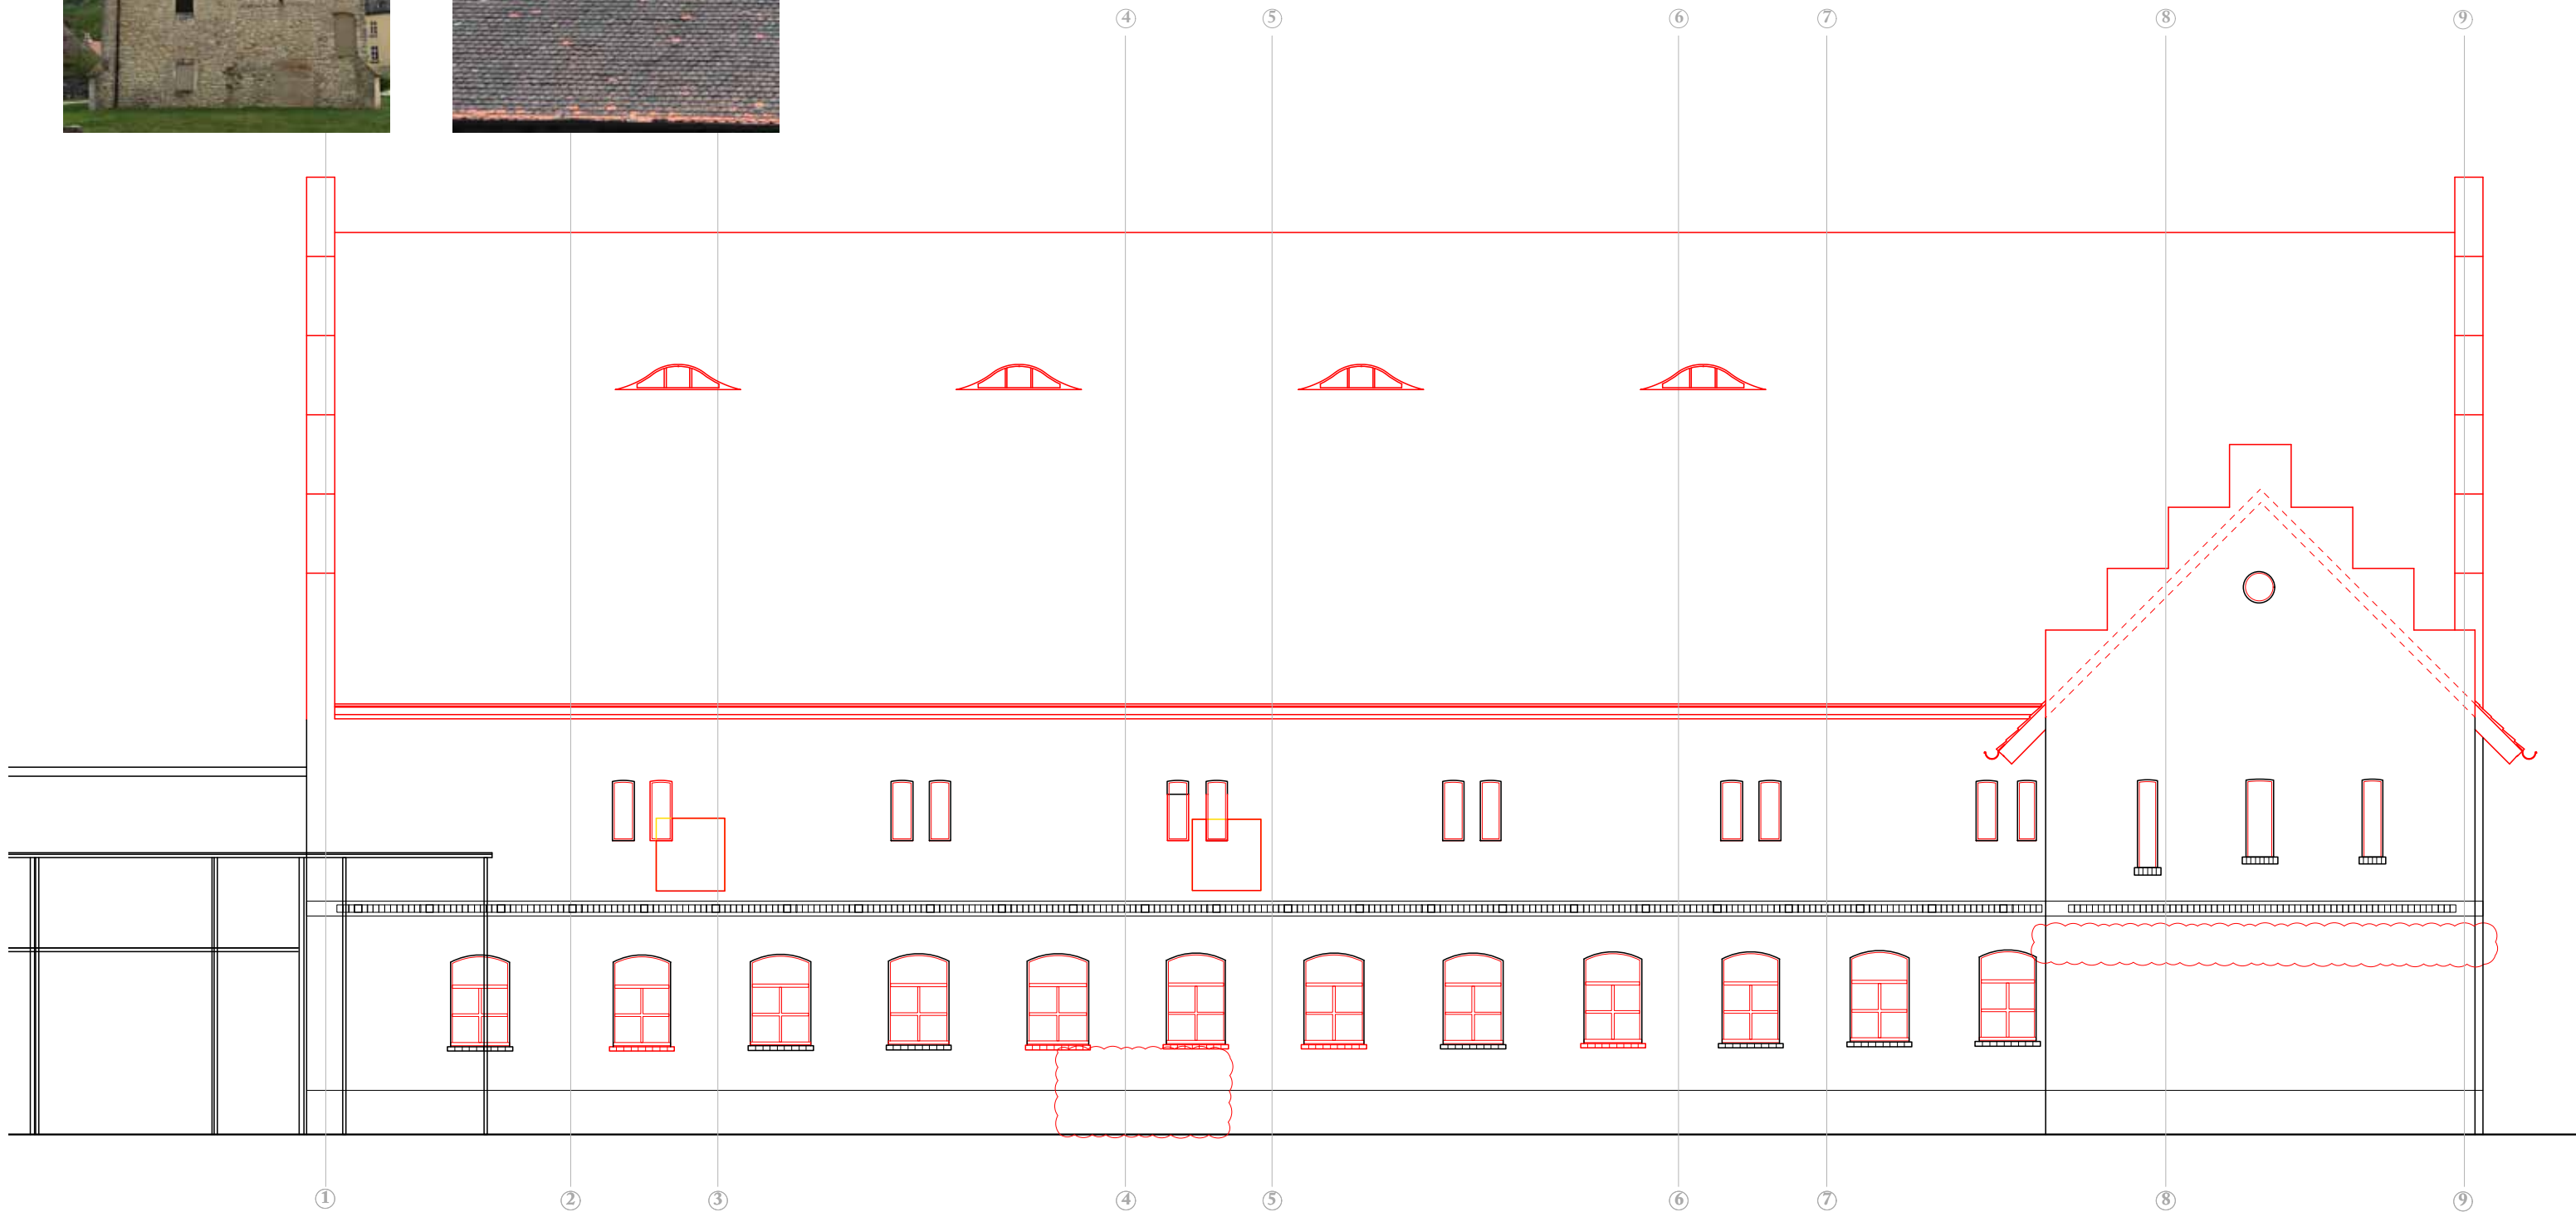 ④ ⑤ ⑥ ⑦ ⑧ ⑨
① ② ③ ④ ⑤ ⑥ ⑦ ⑧ ⑨